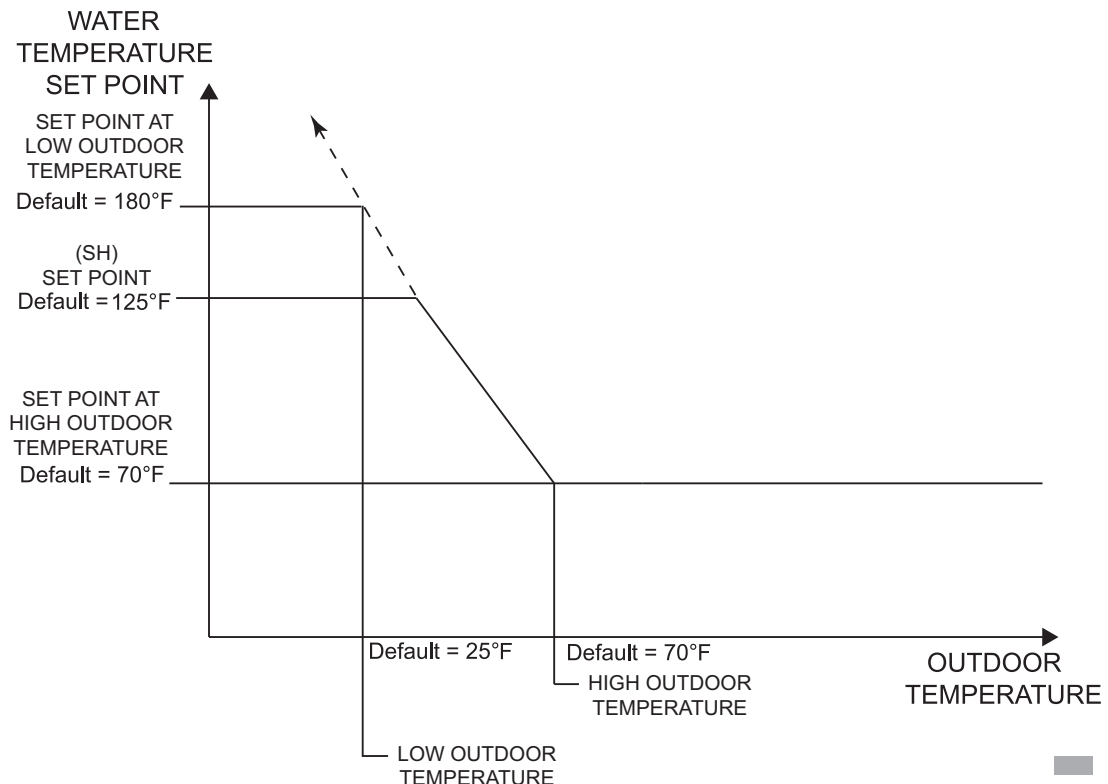 WATER
TEMPERATURE
SET POINT
SET POINT AT
LOW OUTDOOR
TEMPERATURE
Default = 180°F
(SH)
SET POINT
Default =125°F
SET POINT AT
HIGH OUTDOOR
TEMPERATURE
Default = 70°F
Default = 25°F
Default = 70°F
HIGH OUTDOOR
TEMPERATURE
OUTDOOR
TEMPERATURE
LOW OUTDOOR
TEMPERATURE